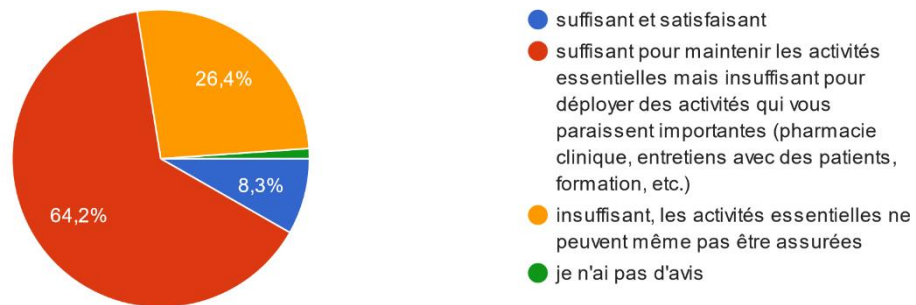 26,4%
8,3%
64,2%
suffisant et satisfaisant
suffisant pour maintenir les activités
essentielles mais insuffisant pour
déployer des activités qui vous
paraissent importantes (pharmacie
clinique, entretiens avec des patients,
formation, etc.)
insuffisant, les activités essentielles ne
peuvent même pas être assurées
je n'ai pas d'avis